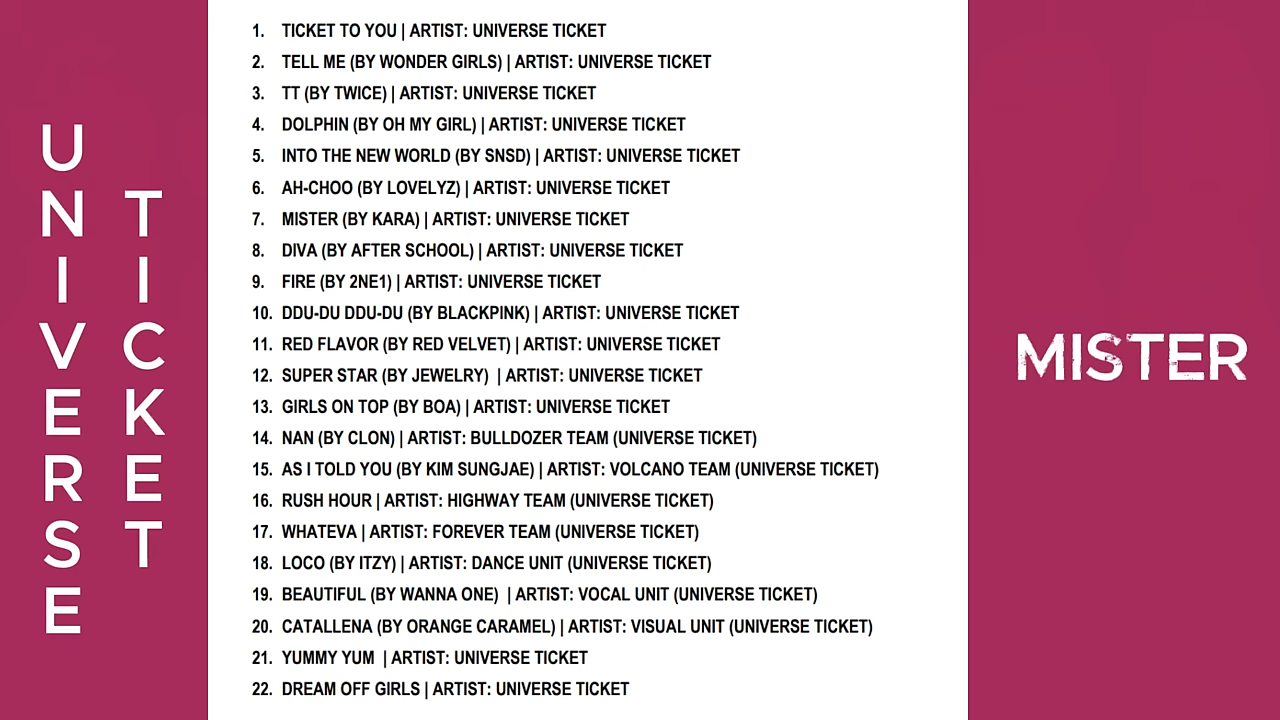 UNIVERSE
TICKET
1. TICKET TO YOU | ARTIST: UNIVERSE TICKET
2. TELL ME (BY WONDER GIRLS) | ARTIST: UNIVERSE TICKET
3. TT (BY TWICE) | ARTIST: UNIVERSE TICKET
4. DOLPHIN (BY OH MY GIRL) | ARTIST: UNIVERSE TICKET
5. INTO THE NEW WORLD (BY SNSD) | ARTIST: UNIVERSE TICKET
6. AH-CHOO (BY LOVELYZ) | ARTIST: UNIVERSE TICKET
7. MISTER (BY KARA) | ARTIST: UNIVERSE TICKET
8. DIVA (BY AFTER SCHOOL) | ARTIST: UNIVERSE TICKET
9. FIRE (BY 2NE1) | ARTIST: UNIVERSE TICKET
10. DDU-DU DDU-DU (BY BLACKPINK) | ARTIST: UNIVERSE TICKET
11. RED FLAVOR (BY RED VELVET) | ARTIST: UNIVERSE TICKET
12. SUPER STAR (BY JEWELRY) | ARTIST: UNIVERSE TICKET
13. GIRLS ON TOP (BY BOA) | ARTIST: UNIVERSE TICKET
14. NAN (BY CLON) | ARTIST: BULLDOZER TEAM (UNIVERSE TICKET)
15. AS I TOLD YOU (BY KIM SUNGJAE) | ARTIST: VOLCANO TEAM (UNIVERSE TICKET)
16. RUSH HOUR | ARTIST: HIGHWAY TEAM (UNIVERSE TICKET)
17. WHATEVA | ARTIST: FOREVER TEAM (UNIVERSE TICKET)
18. LOCO (BY ITZY) | ARTIST: DANCE UNIT (UNIVERSE TICKET)
19. BEAUTIFUL (BY WANNA ONE) | ARTIST: VOCAL UNIT (UNIVERSE TICKET)
20. CATALLENA (BY ORANGE CARAMEL) | ARTIST: VISUAL UNIT (UNIVERSE TICKET)
21. YUMMY YUM | ARTIST: UNIVERSE TICKET
22. DREAM OFF GIRLS | ARTIST: UNIVERSE TICKET
MISTER